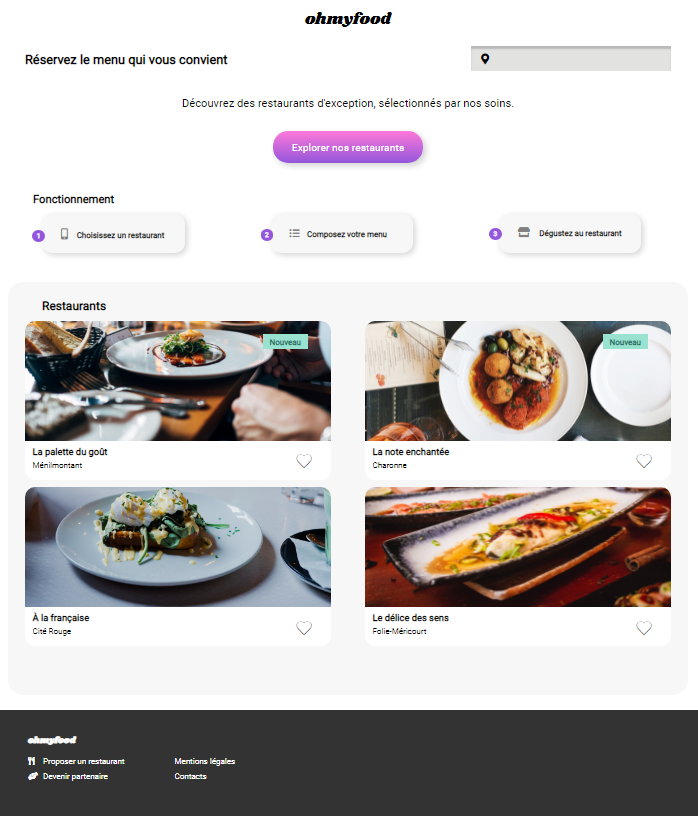 ohmyfood
Réservez le menu qui vous convient
Découvrez des restaurants d'exception, sélectionnés par nos soins.
Explorer nos restaurants
Fonctionnement
1 Choisissez un restaurant
2 Composez votre menu
3 Dégustez au restaurant
Restaurants
Nouveau
La palette du goût
Ménilmontant
Nouveau
La note enchantée
Charonne
À la française
Cité Rouge
Le délice des sens
Folie-Méricourt
ohmyfood
Proposer un restaurant
Mentions légales
Devenir partenaire
Contacts